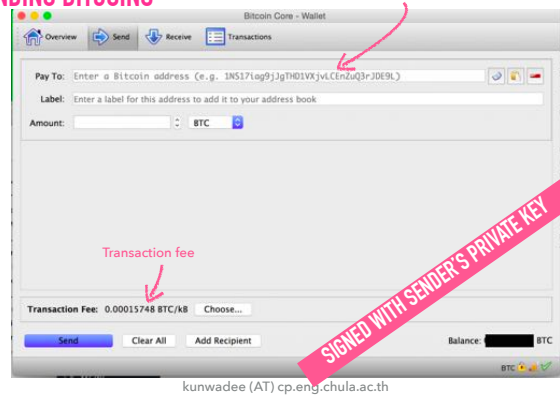 Bitcoin Core - Wallet
Overview Send Receive Transactions
Pay To: Enter a Bitcoin address (e.g. 1NS17iag9jJgTHD1VXjvLCEnZuQ3rJDE9L)
Label: Enter a label for this address to add it to your address book
Amount: BTC
Transaction fee
SIGNED WITH SENDER'S PRIVATE KEY
Transaction Fee: 0.00015748 BTC/kB Choose...
Send Clear All Add Recipient Balance: BTC
BTC
kunwadee (AT) cp.eng.chula.ac.th